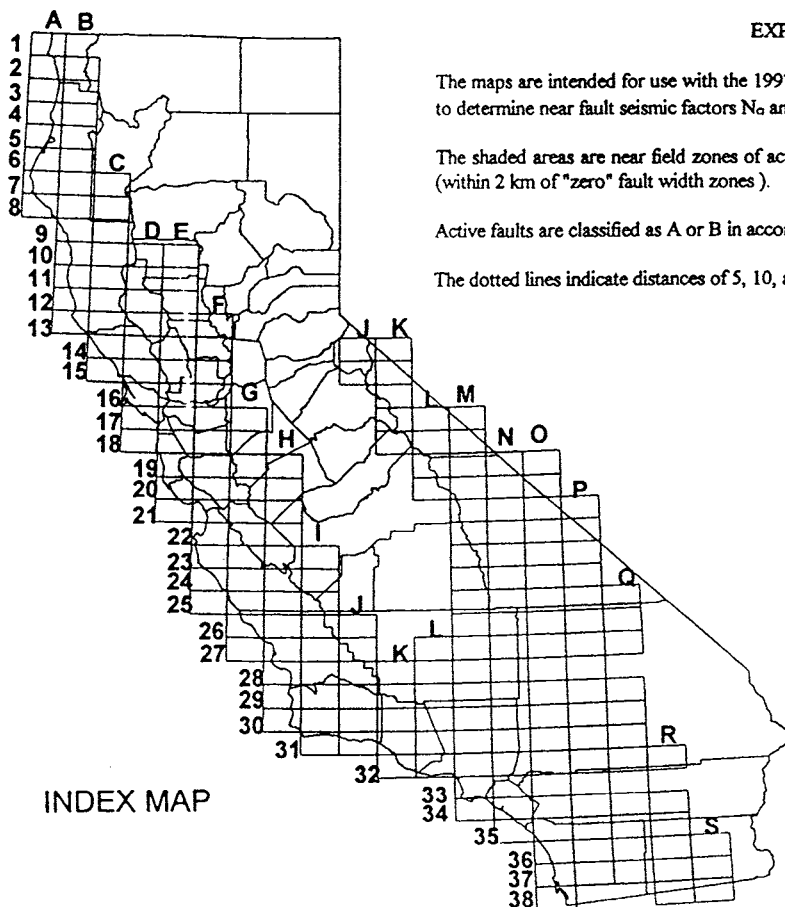 A B
EXP
1
2
3
The maps are intended for use with the 199
4
to determine near fault seismic factors Nα an
5
6
The shaded areas are near field zones of ac
C
7
(within 2 km of "zero" fault width zones ).
8
9
D E
Active faults are classified as A or B in accor
10
11
The dotted lines indicate distances of 5, 10, a
12
F
13
J K
14
15
16
G
L M
17
18
H
N O
19
20
P
21
22
I
23
24
Q
25
J
26
L
27
K
28
29
30
31
R
32
INDEX MAP
33
34
35
S
36
37
38